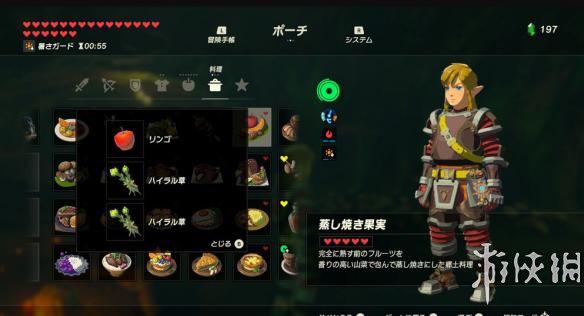 L
冒険手帳
ポーチ
R
システム
197
暑さガード 00:55
料理
リンゴ
ハイラル草
ハイラル草
とじる B
蒸し焼き果実
完全に熟す前のフルーツを
香りの高い山菜で包んで蒸し焼きにした郷土料理
游侠網